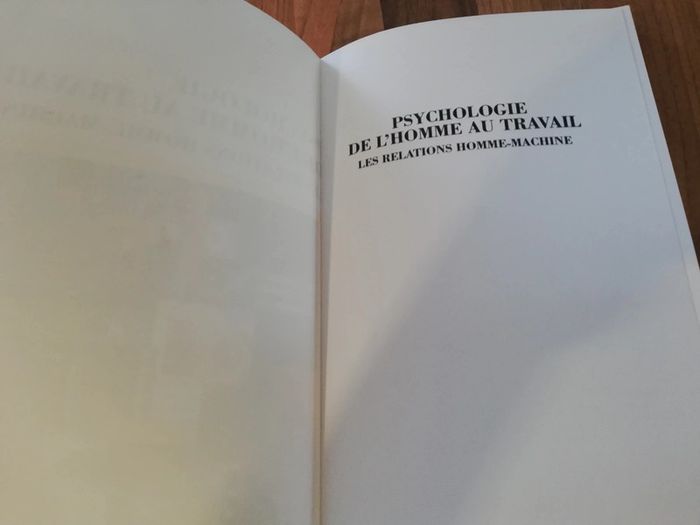 PSYCHOLOGIE
DE L'HOMME AU TRAVAIL
LES RELATIONS HOMME-MACHINE